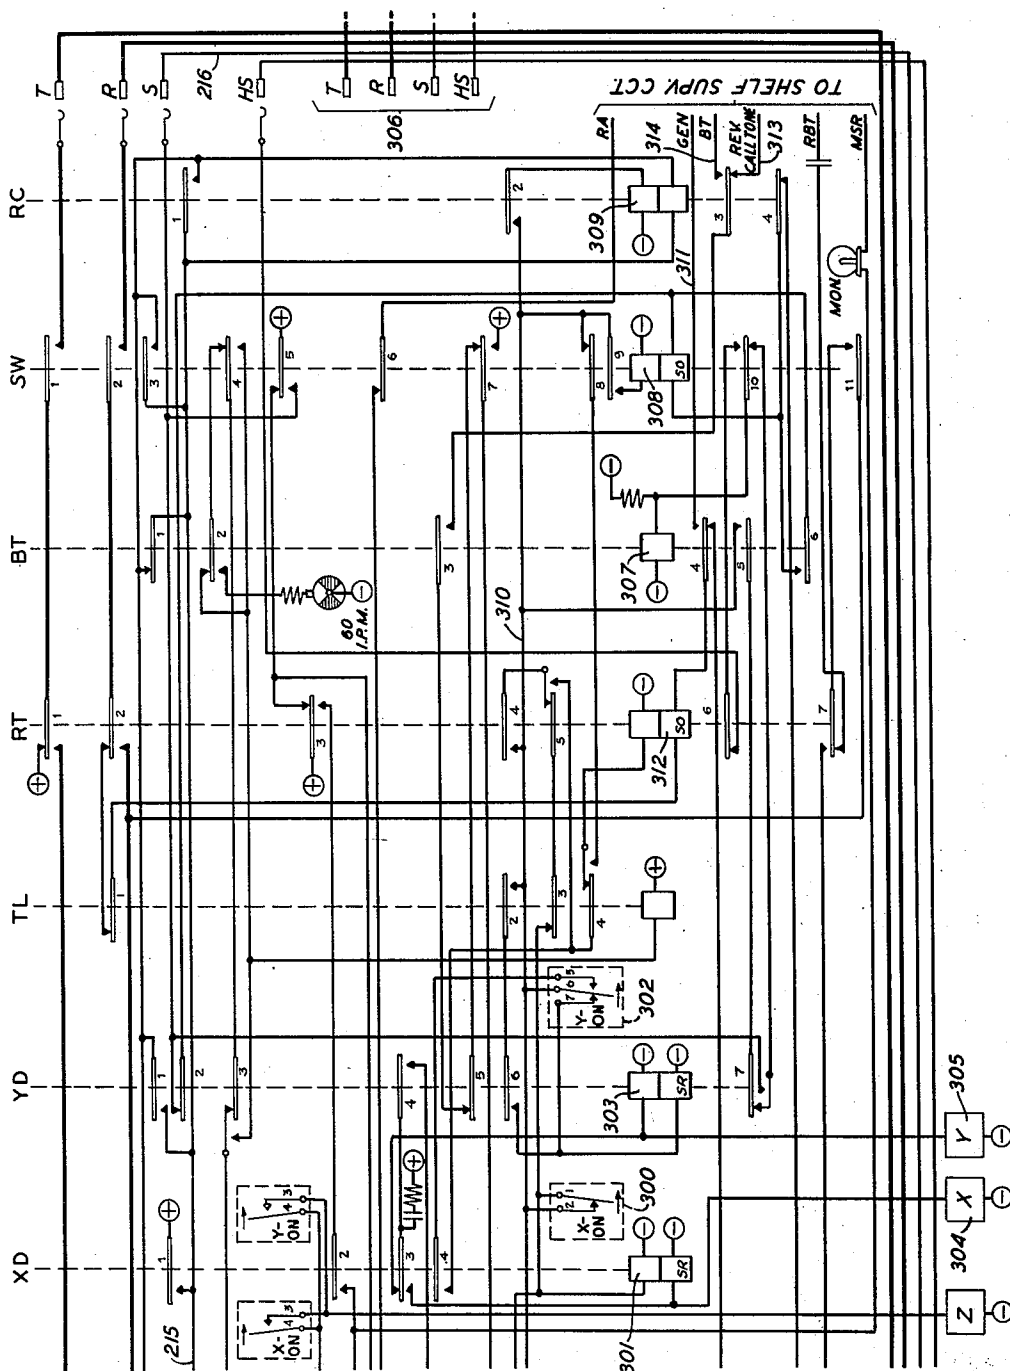 RC
SW
BT
RT
TL
YD
XD
T
R
S
216
HS
T
R
S
HS
306
TO SHELF SUPV. CCT.
RA
GEN
BT
314
REV. CALL TONE
313
RBT
MSR
MON
309
311
308
SO
307
60 I.P.M.
310
312
SO
302
Y-ON
303
SR
300
X-ON
301
SR
Y-ON
X-ON
215
Y
305
X
304
Z
1
2
3
4
1
2
3
4
5
6
7
8
9
10
11
1
2
3
4
5
6
1
2
3
4
5
6
7
1
2
3
4
5
6
7
1
2
3
4
5
6
7
1
2
3
4
1
2
3
4
3
4